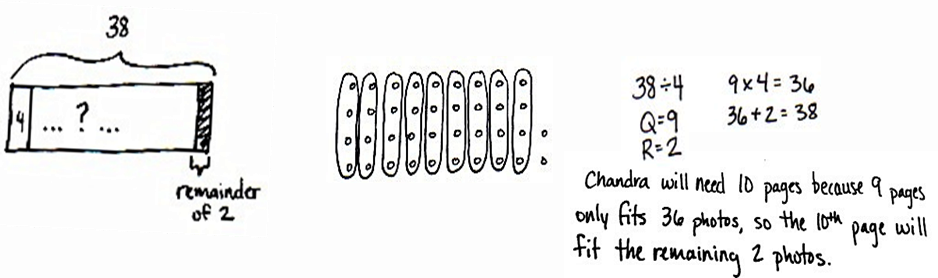 38
4 ... ? ...
remainder
of 2
38÷4
Q=9
R=2
9×4=36
36+2=38
Chandra will need 10 pages because 9 pages
only fits 36 photos, so the 10th page will
fit the remaining 2 photos.